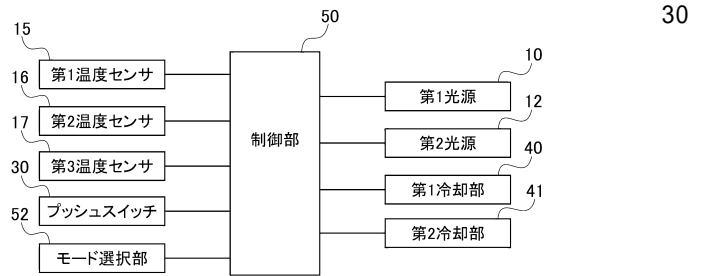 50
30
15
第1温度センサ
16
第2温度センサ
17
第3温度センサ
30
プッシュスイッチ
52
モード選択部
制御部
10
第1光源
12
第2光源
40
第1冷却部
41
第2冷却部